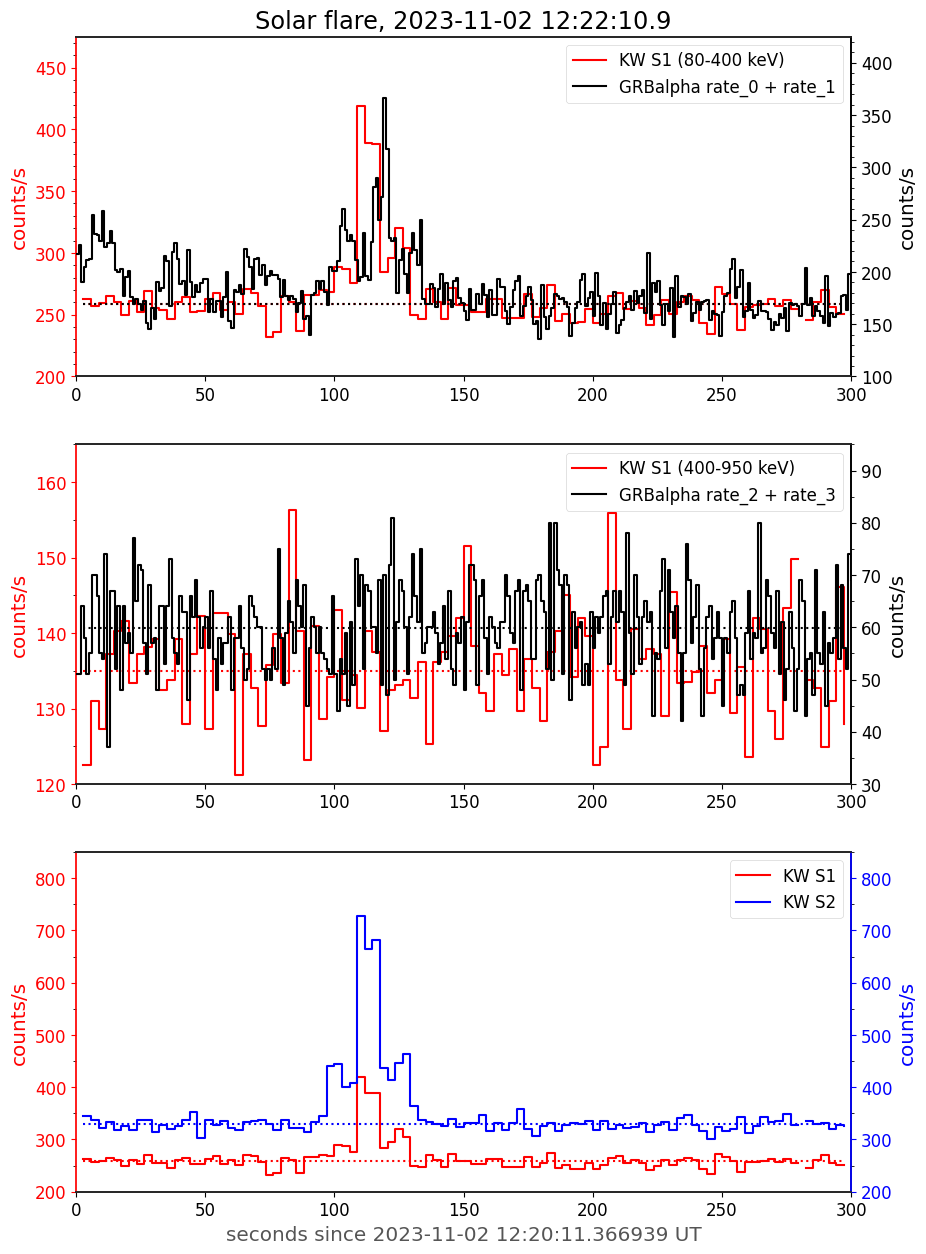 Solar flare, 2023-11-02 12:22:10.9
KW S1 (80-400 keV)
GRBalpha rate_0 + rate_1
counts/s
450
400
350
300
250
200
400
350
300
250
200
150
100
counts/s
0 50 100 150 200 250 300
KW S1 (400-950 keV)
GRBalpha rate_2 + rate_3
counts/s
160
150
140
130
120
90
80
70
60
50
40
30
counts/s
0 50 100 150 200 250 300
KW S1
KW S2
counts/s
800
700
600
500
400
300
200
800
700
600
500
400
300
200
counts/s
0 50 100 150 200 250 300
seconds since 2023-11-02 12:20:11.366939 UT